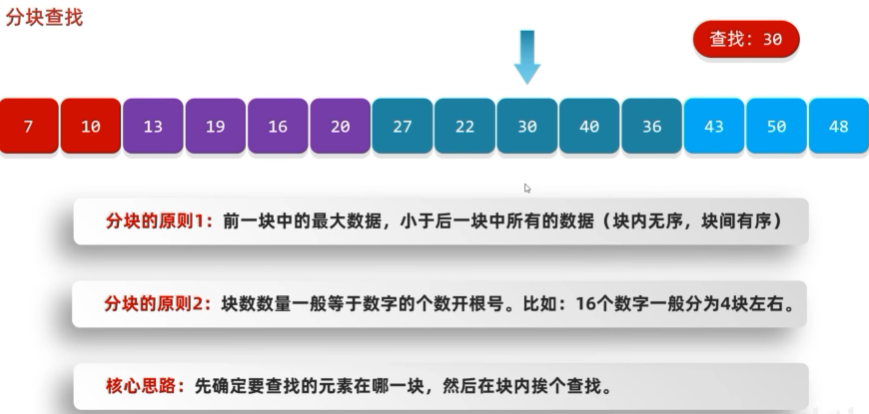 分块查找
查找：30
7 10 13 19 16 20 27 22 30 40 36 43 50 48
分块的原则1：前一块中的最大数据，小于后一块中所有的数据（块内无序，块间有序）
分块的原则2：块数数量一般等于数字的个数开根号。比如：16个数字一般分为4块左右。
核心思路：先确定要查找的元素在哪一块，然后在块内挨个查找。